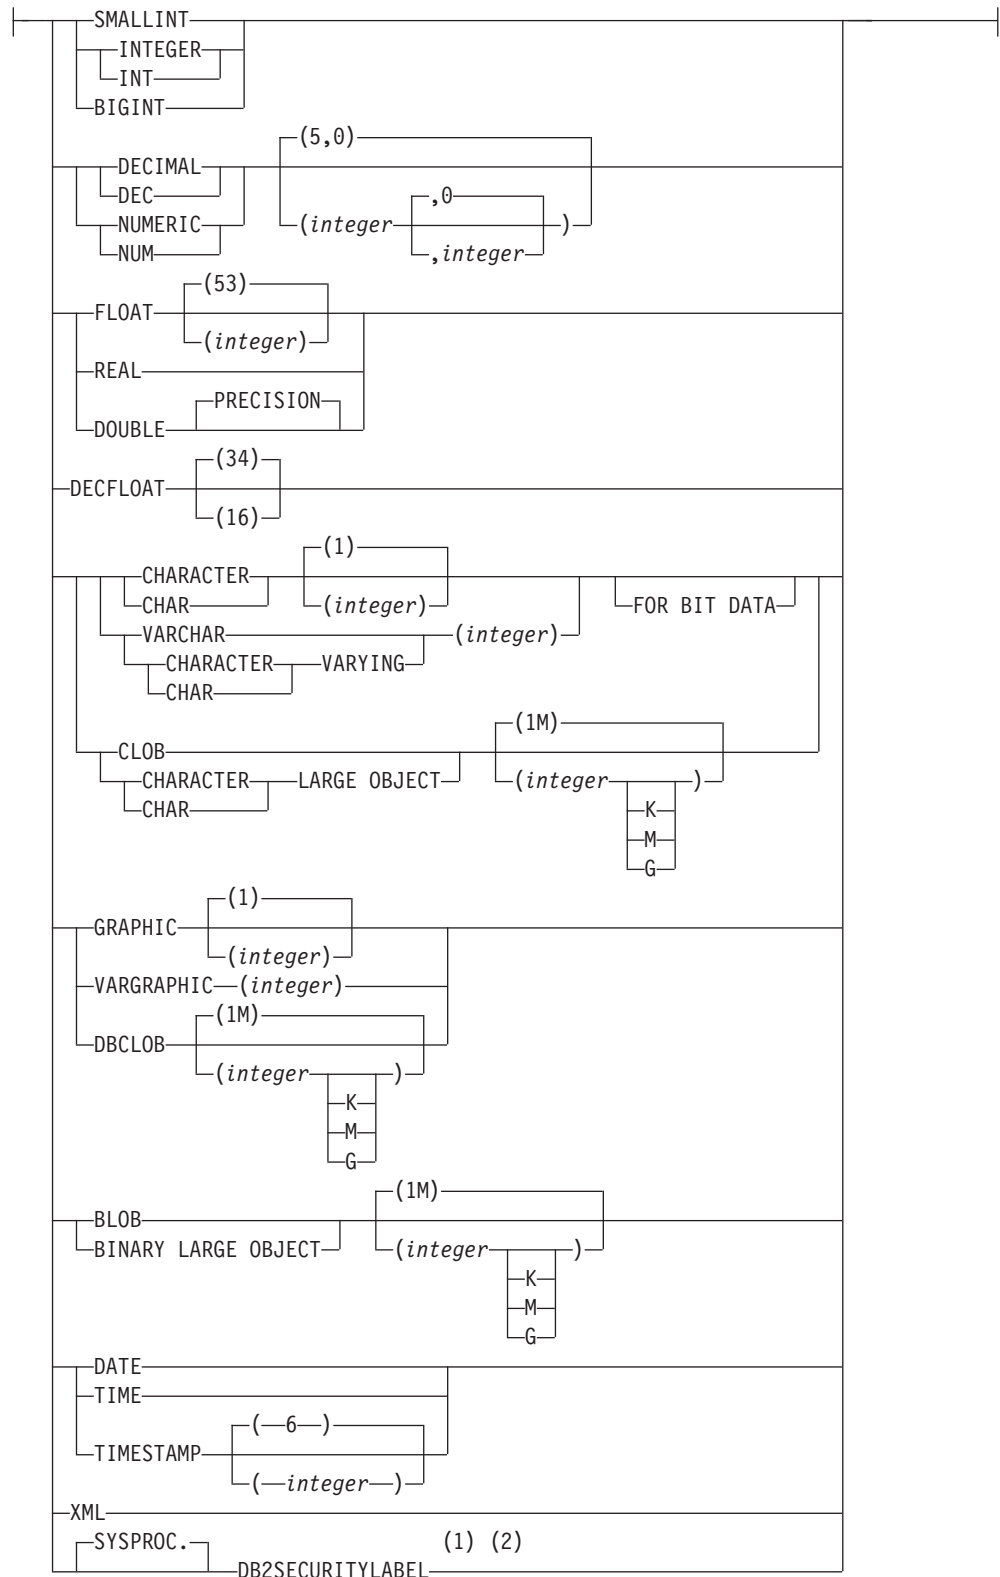 SMALLINT
INTEGER
INT
BIGINT
(5,0)
DECIMAL
DEC
,0
NUMERIC
(integer )
NUM
,integer
(53)
FLOAT
(integer)
REAL
PRECISION
DOUBLE
(34)
DECFLOAT
(16)
(1)
CHARACTER
CHAR
(integer)
FOR BIT DATA
VARCHAR
(integer)
CHARACTER
VARYING
CHAR
(1M)
CLOB
CHARACTER
LARGE OBJECT
(integer )
CHAR
K
M
G
(1)
GRAPHIC
(integer)
VARGRAPHIC (integer)
(1M)
DBCLOB
(integer )
K
M
G
(1M)
BLOB
BINARY LARGE OBJECT
(integer )
K
M
G
DATE
TIME
( 6 )
TIMESTAMP
( integer )
XML
SYSPROC.
(1) (2)
DB2SECURITYLABEL